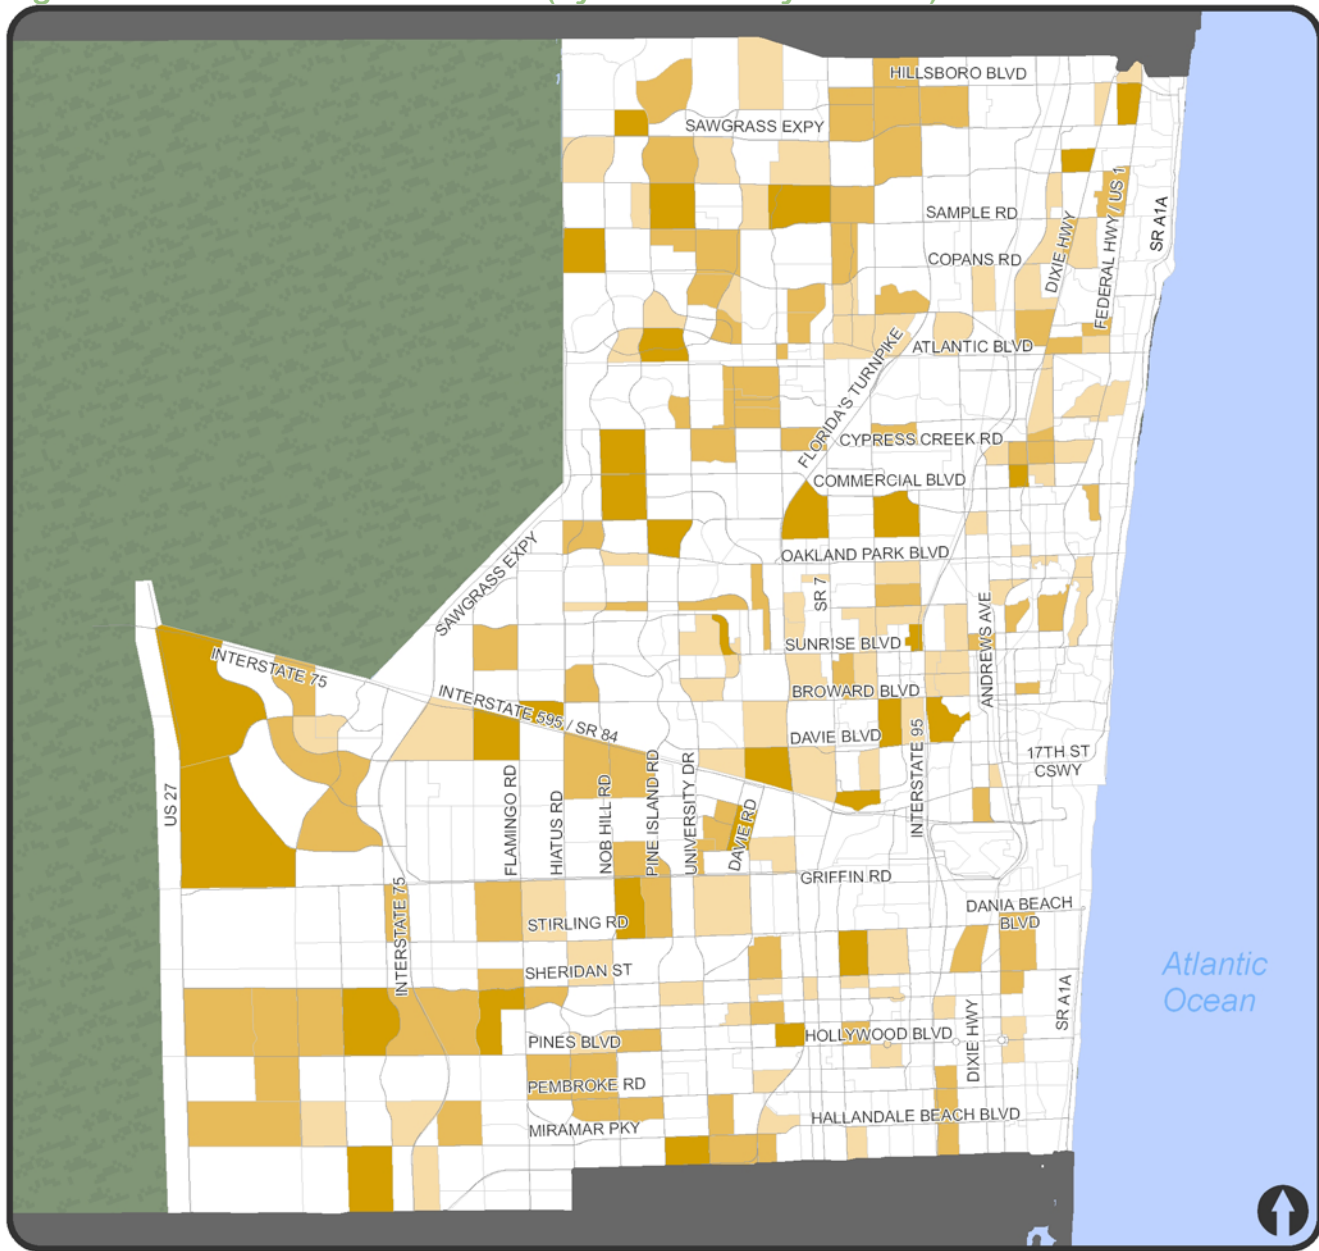 HILLSBORO BLVD
SAWGRASS EXPY
SAMPLE RD
SR A1A
COPANS RD
DIXIE HWY
FEDERAL HWY / US 1
ATLANTIC BLVD
FLORIDA'S TURNPIKE
CYPRESS CREEK RD
COMMERCIAL BLVD
OAKLAND PARK BLVD
SAWGRASS EXPY
SR 7
ANDREWS AVE
SUNRISE BLVD
INTERSTATE 75
BROWARD BLVD
INTERSTATE 595 / SR 84
DAVIE BLVD
17TH ST
CSWY
INTERSTATE 95
US 27
FLAMINGO RD
HIATUS RD
NOB HILL RD
PINE ISLAND RD
UNIVERSITY DR
DAVIE RD
GRIFFIN RD
DANIA BEACH
BLVD
STIRLING RD
INTERSTATE 75
SHERIDAN ST
Atlantic
Ocean
SR A1A
HOLLYWOOD BLVD
PINES BLVD
DIXIE HWY
PEMBROKE RD
HALLANDALE BEACH BLVD
MIRAMAR PKY